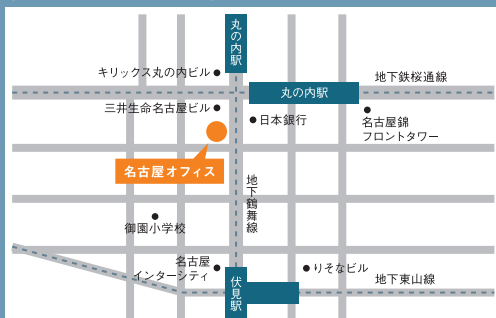 丸の内駅
キリックス丸の内ビル
地下鉄桜通線
丸の内駅
三井生命名古屋ビル
日本銀行
名古屋錦
フロントタワー
名古屋オフィス
地下鶴舞線
御園小学校
名古屋
インターシティ
りそなビル
地下東山線
伏見駅